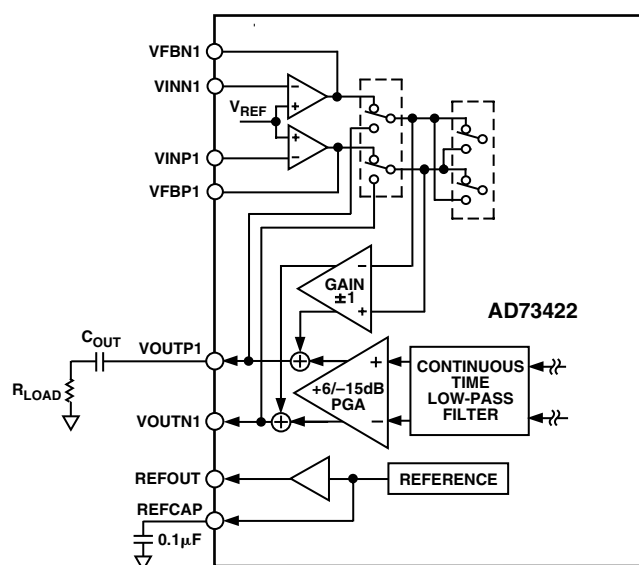 VFBN1
VINN1
VREF
VINP1
VFBP1
GAIN
±1
AD73422
COUT
VOUTP1
RLOAD
+6/–15dB
PGA
CONTINUOUS
TIME
LOW-PASS
FILTER
VOUTN1
REFOUT
REFERENCE
REFCAP
0.1µF